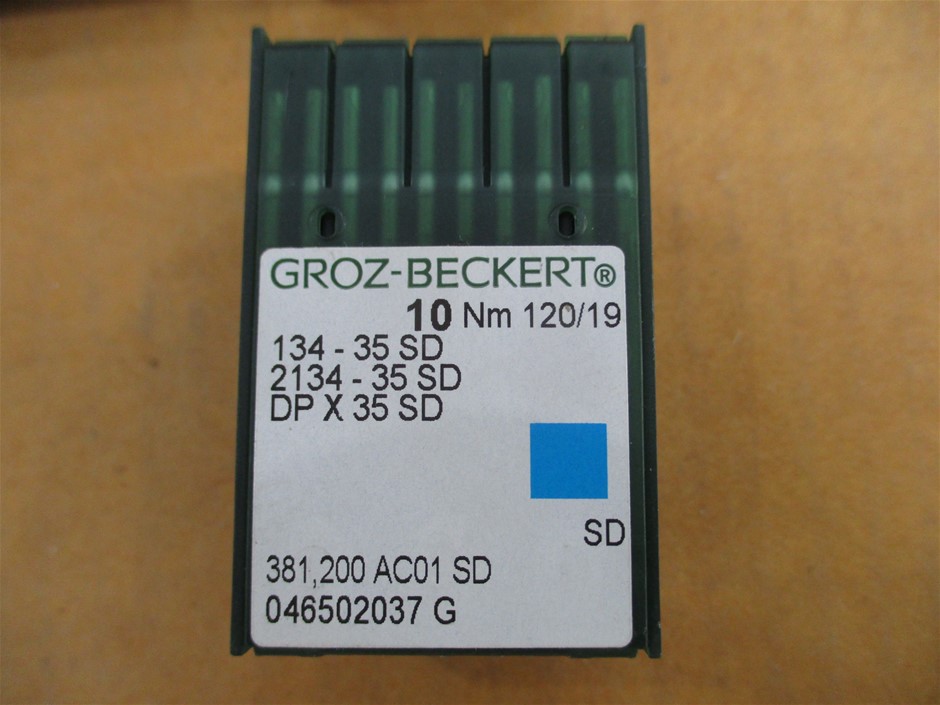 GROZ-BECKERT®
10 Nm 120/19
134 - 35 SD
2134 - 35 SD
DP X 35 SD
SD
381,200 AC01 SD
046502037 G